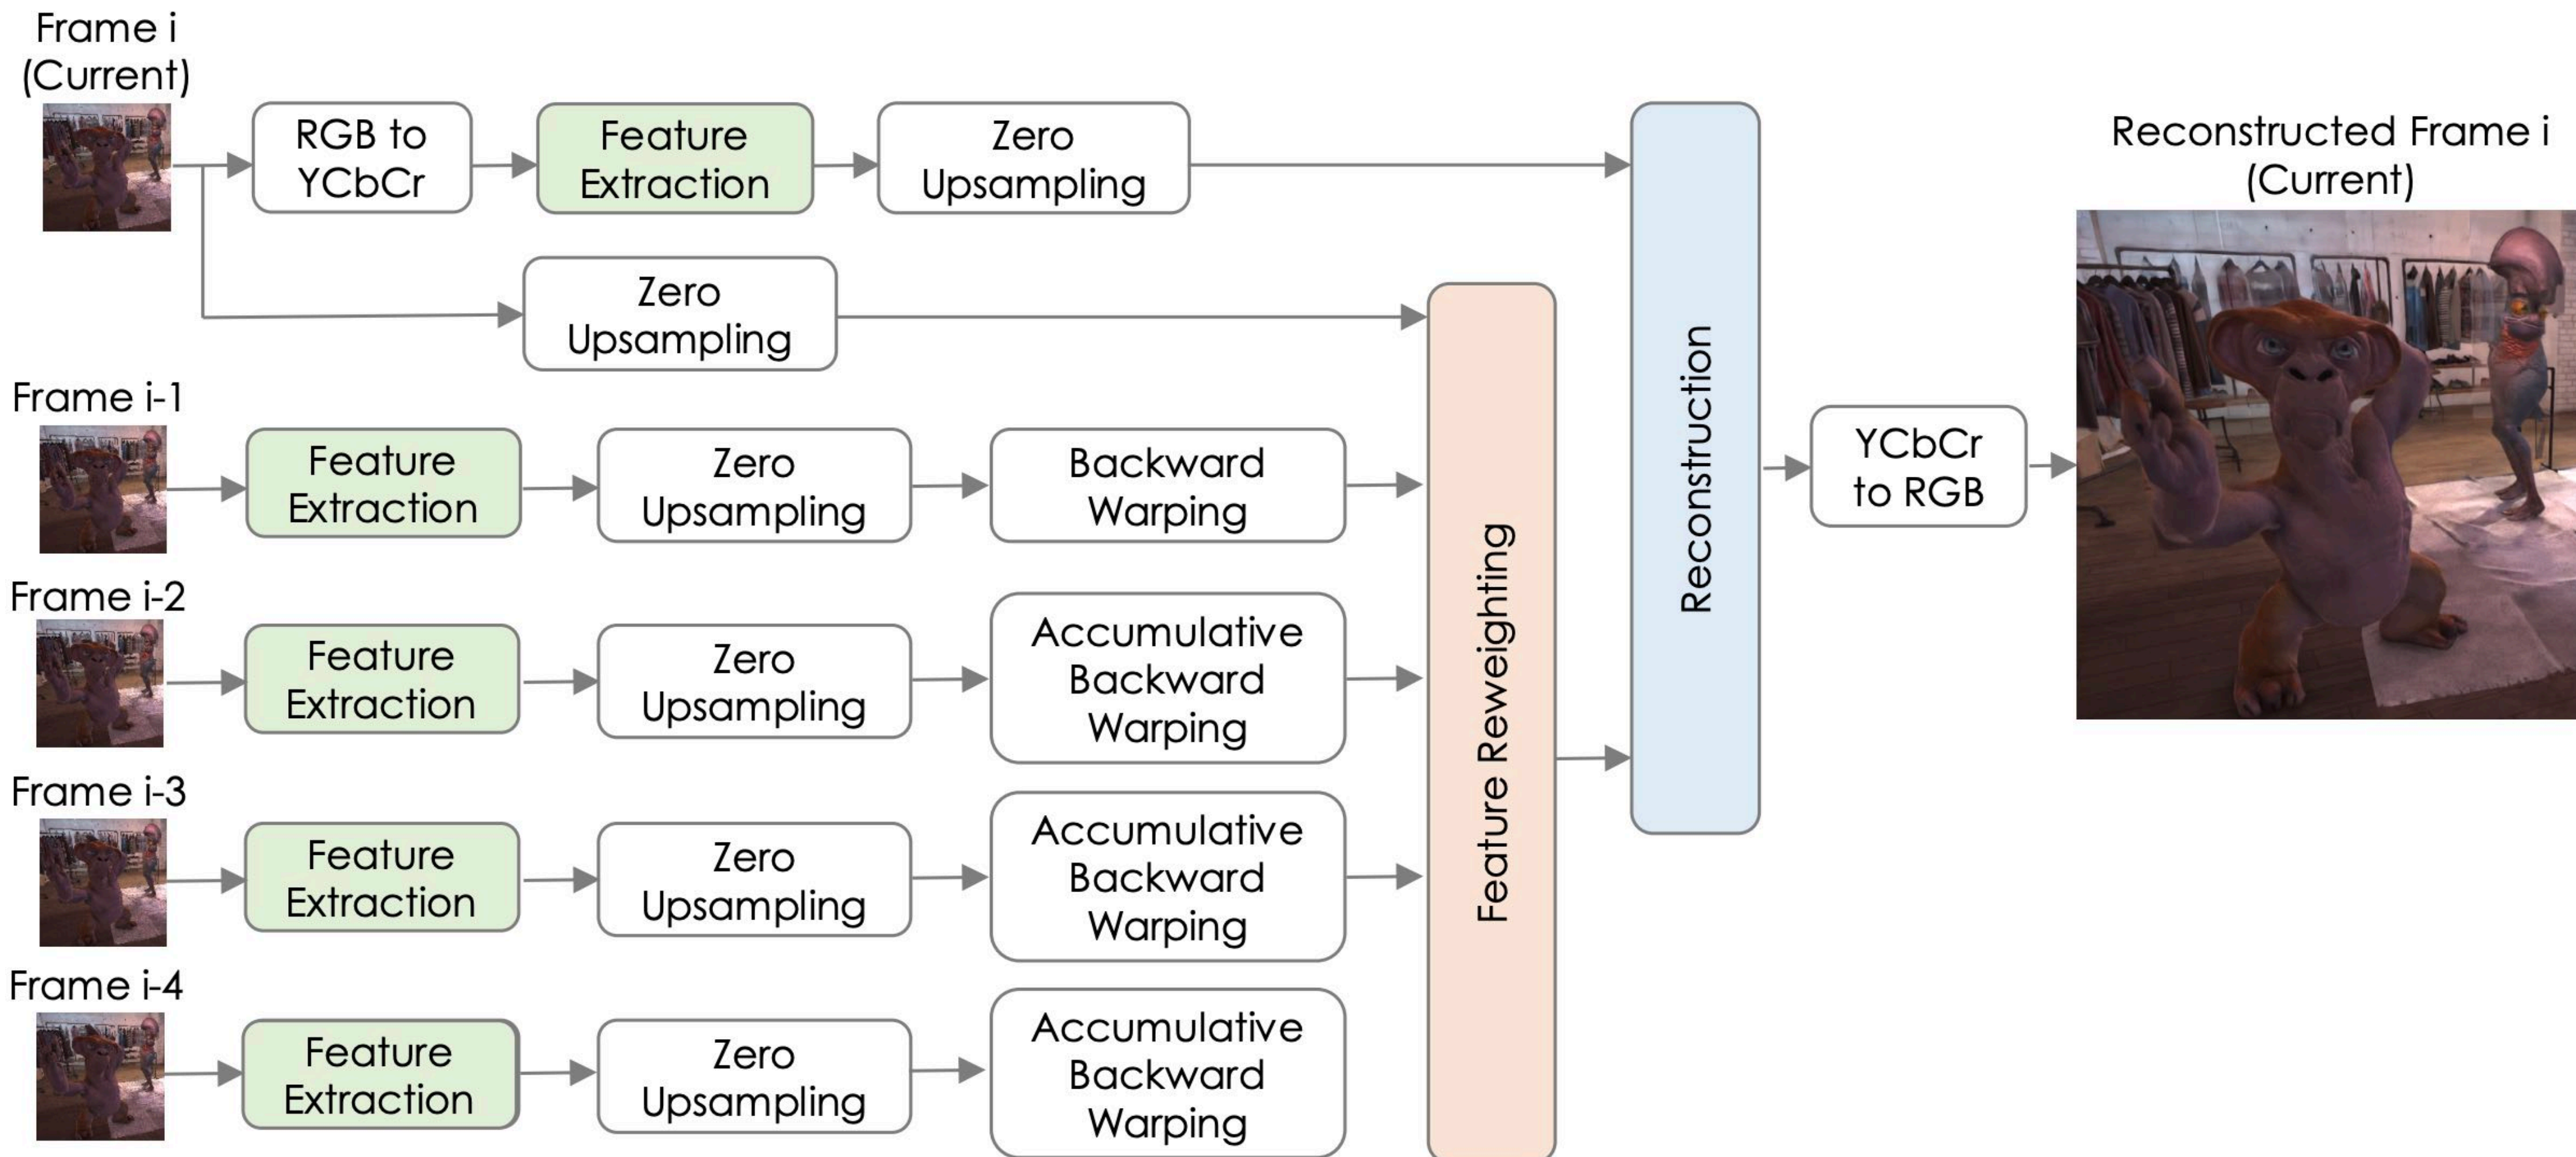 Frame i
(Current)
RGB to
YCbCr
Feature
Extraction
Zero
Upsampling
Zero
Upsampling
Frame i-1
Feature
Extraction
Zero
Upsampling
Backward
Warping
Frame i-2
Feature
Extraction
Zero
Upsampling
Accumulative
Backward
Warping
Frame i-3
Feature
Extraction
Zero
Upsampling
Accumulative
Backward
Warping
Frame i-4
Feature
Extraction
Zero
Upsampling
Accumulative
Backward
Warping
Feature Reweighting
Reconstruction
YCbCr
to RGB
Reconstructed Frame i
(Current)